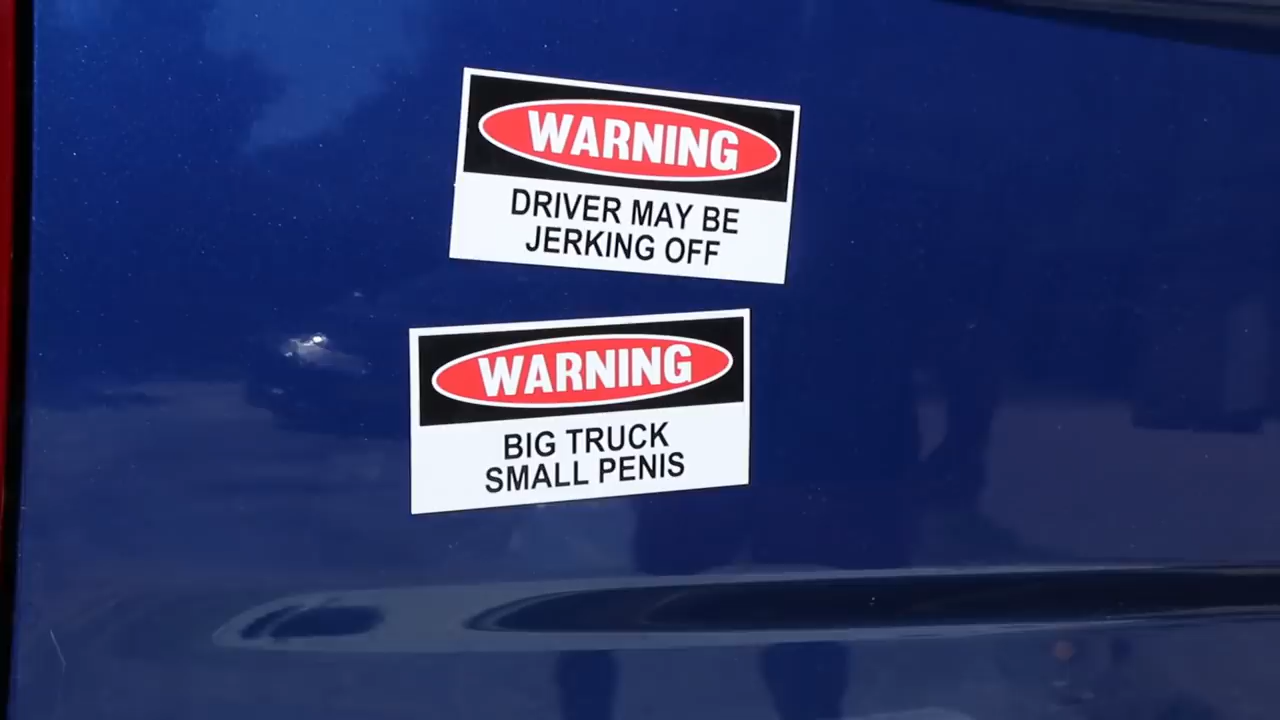 WARNING
DRIVER MAY BE
JERKING OFF
WARNING
BIG TRUCK
SMALL PENIS